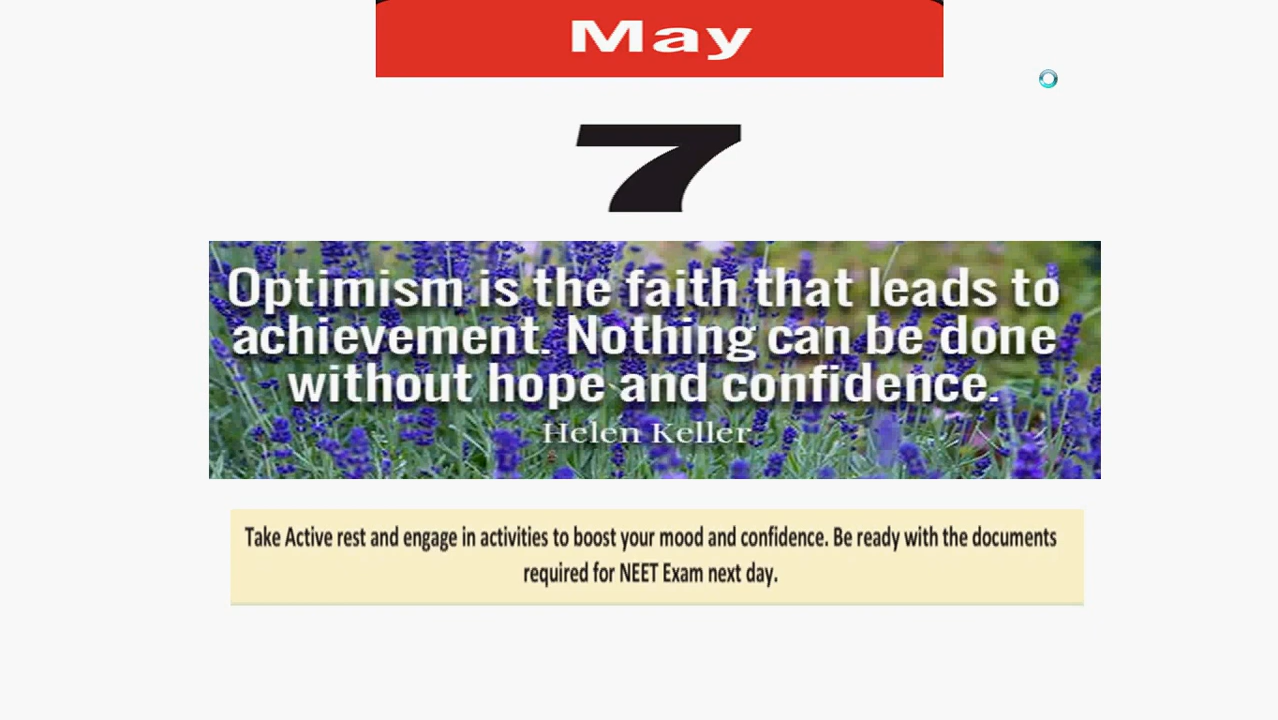 May
7
Optimism is the faith that leads to
achievement. Nothing can be done
without hope and confidence.
Helen Keller
Take Active rest and engage in activities to boost your mood and confidence. Be ready with the documents
required for NEET Exam next day.